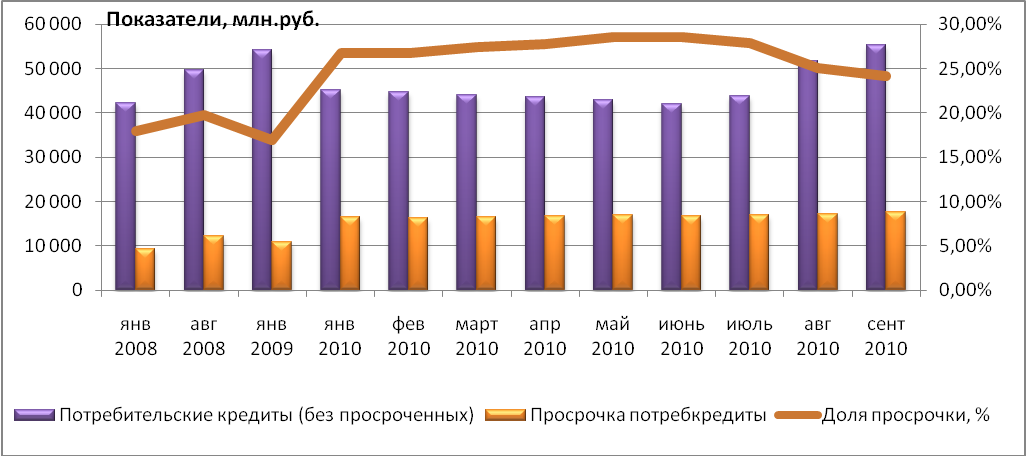 Показатели, млн.руб.
60 000
50 000
40 000
30 000
20 000
10 000
0
30,00%
25,00%
20,00%
15,00%
10,00%
5,00%
0,00%
янв 2008
авг 2008
янв 2009
янв 2010
фев 2010
март 2010
апр 2010
май 2010
июнь 2010
июль 2010
авг 2010
сент 2010
Потребительские кредиты (без просроченных)
Просрочка потребкредиты
Доля просрочки, %